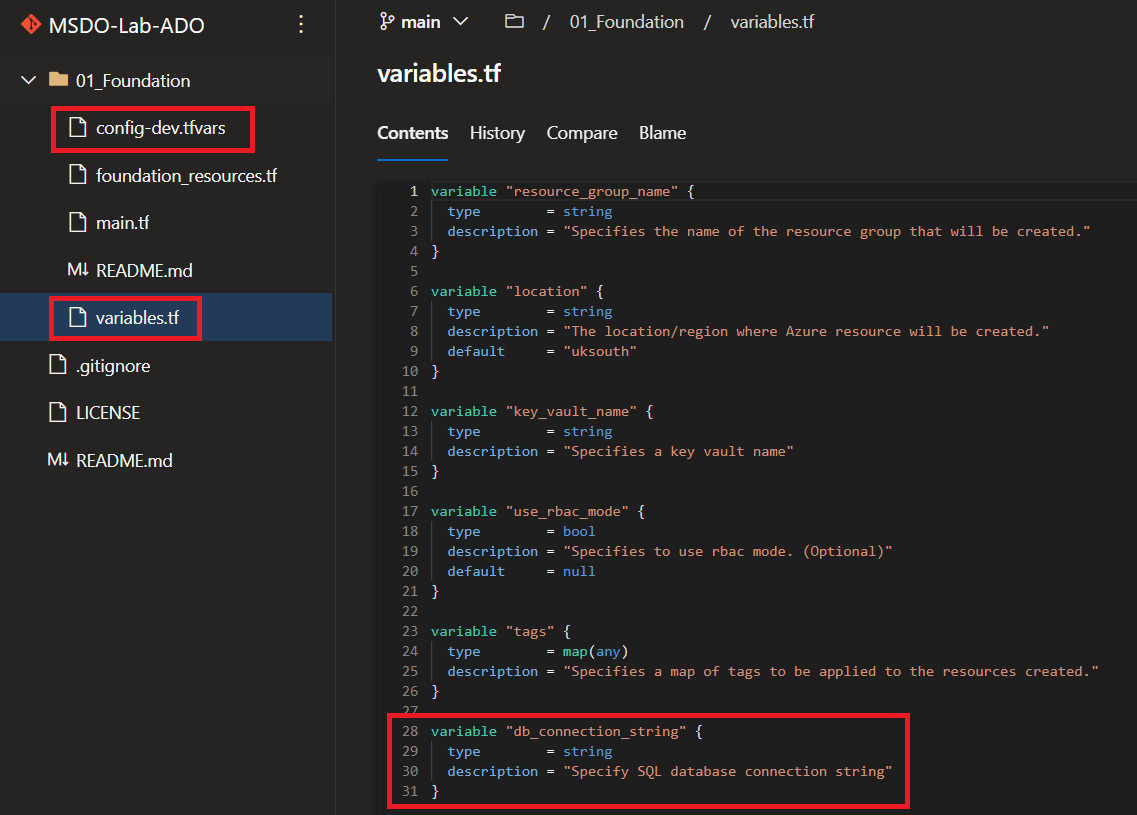 MSDO-Lab-ADO
01_Foundation
config-dev.tfvars
foundation_resources.tf
main.tf
M↓ README.md
variables.tf
.gitignore
LICENSE
M↓ README.md
main / 01_Foundation / variables.tf
variables.tf
Contents History Compare Blame
1 variable "resource_group_name" {
2 type = string
3 description = "Specifies the name of the resource group that will be created."
4 }
5
6 variable "location" {
7 type = string
8 description = "The location/region where Azure resource will be created."
9 default = "uksouth"
10 }
11
12 variable "key_vault_name" {
13 type = string
14 description = "Specifies a key vault name"
15 }
16
17 variable "use_rbac_mode" {
18 type = bool
19 description = "Specifies to use rbac mode. (Optional)"
20 default = null
21 }
22
23 variable "tags" {
24 type = map(any)
25 description = "Specifies a map of tags to be applied to the resources created."
26 }
27
28 variable "db_connection_string" {
29 type = string
30 description = "Specify SQL database connection string"
31 }